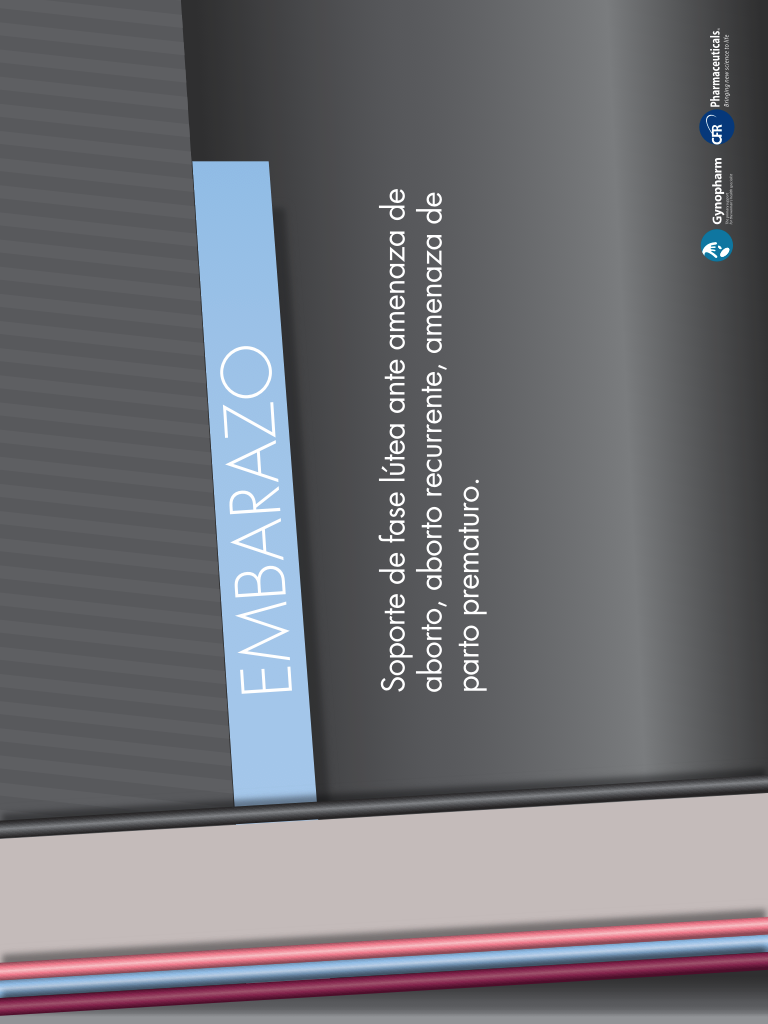 EMBARAZO
Soporte de fase lútea ante amenaza de
aborto, aborto recurrente, amenaza de
parto prematuro.
Gynopharm
CFR
Pharmaceuticals.
Bringing new science to life